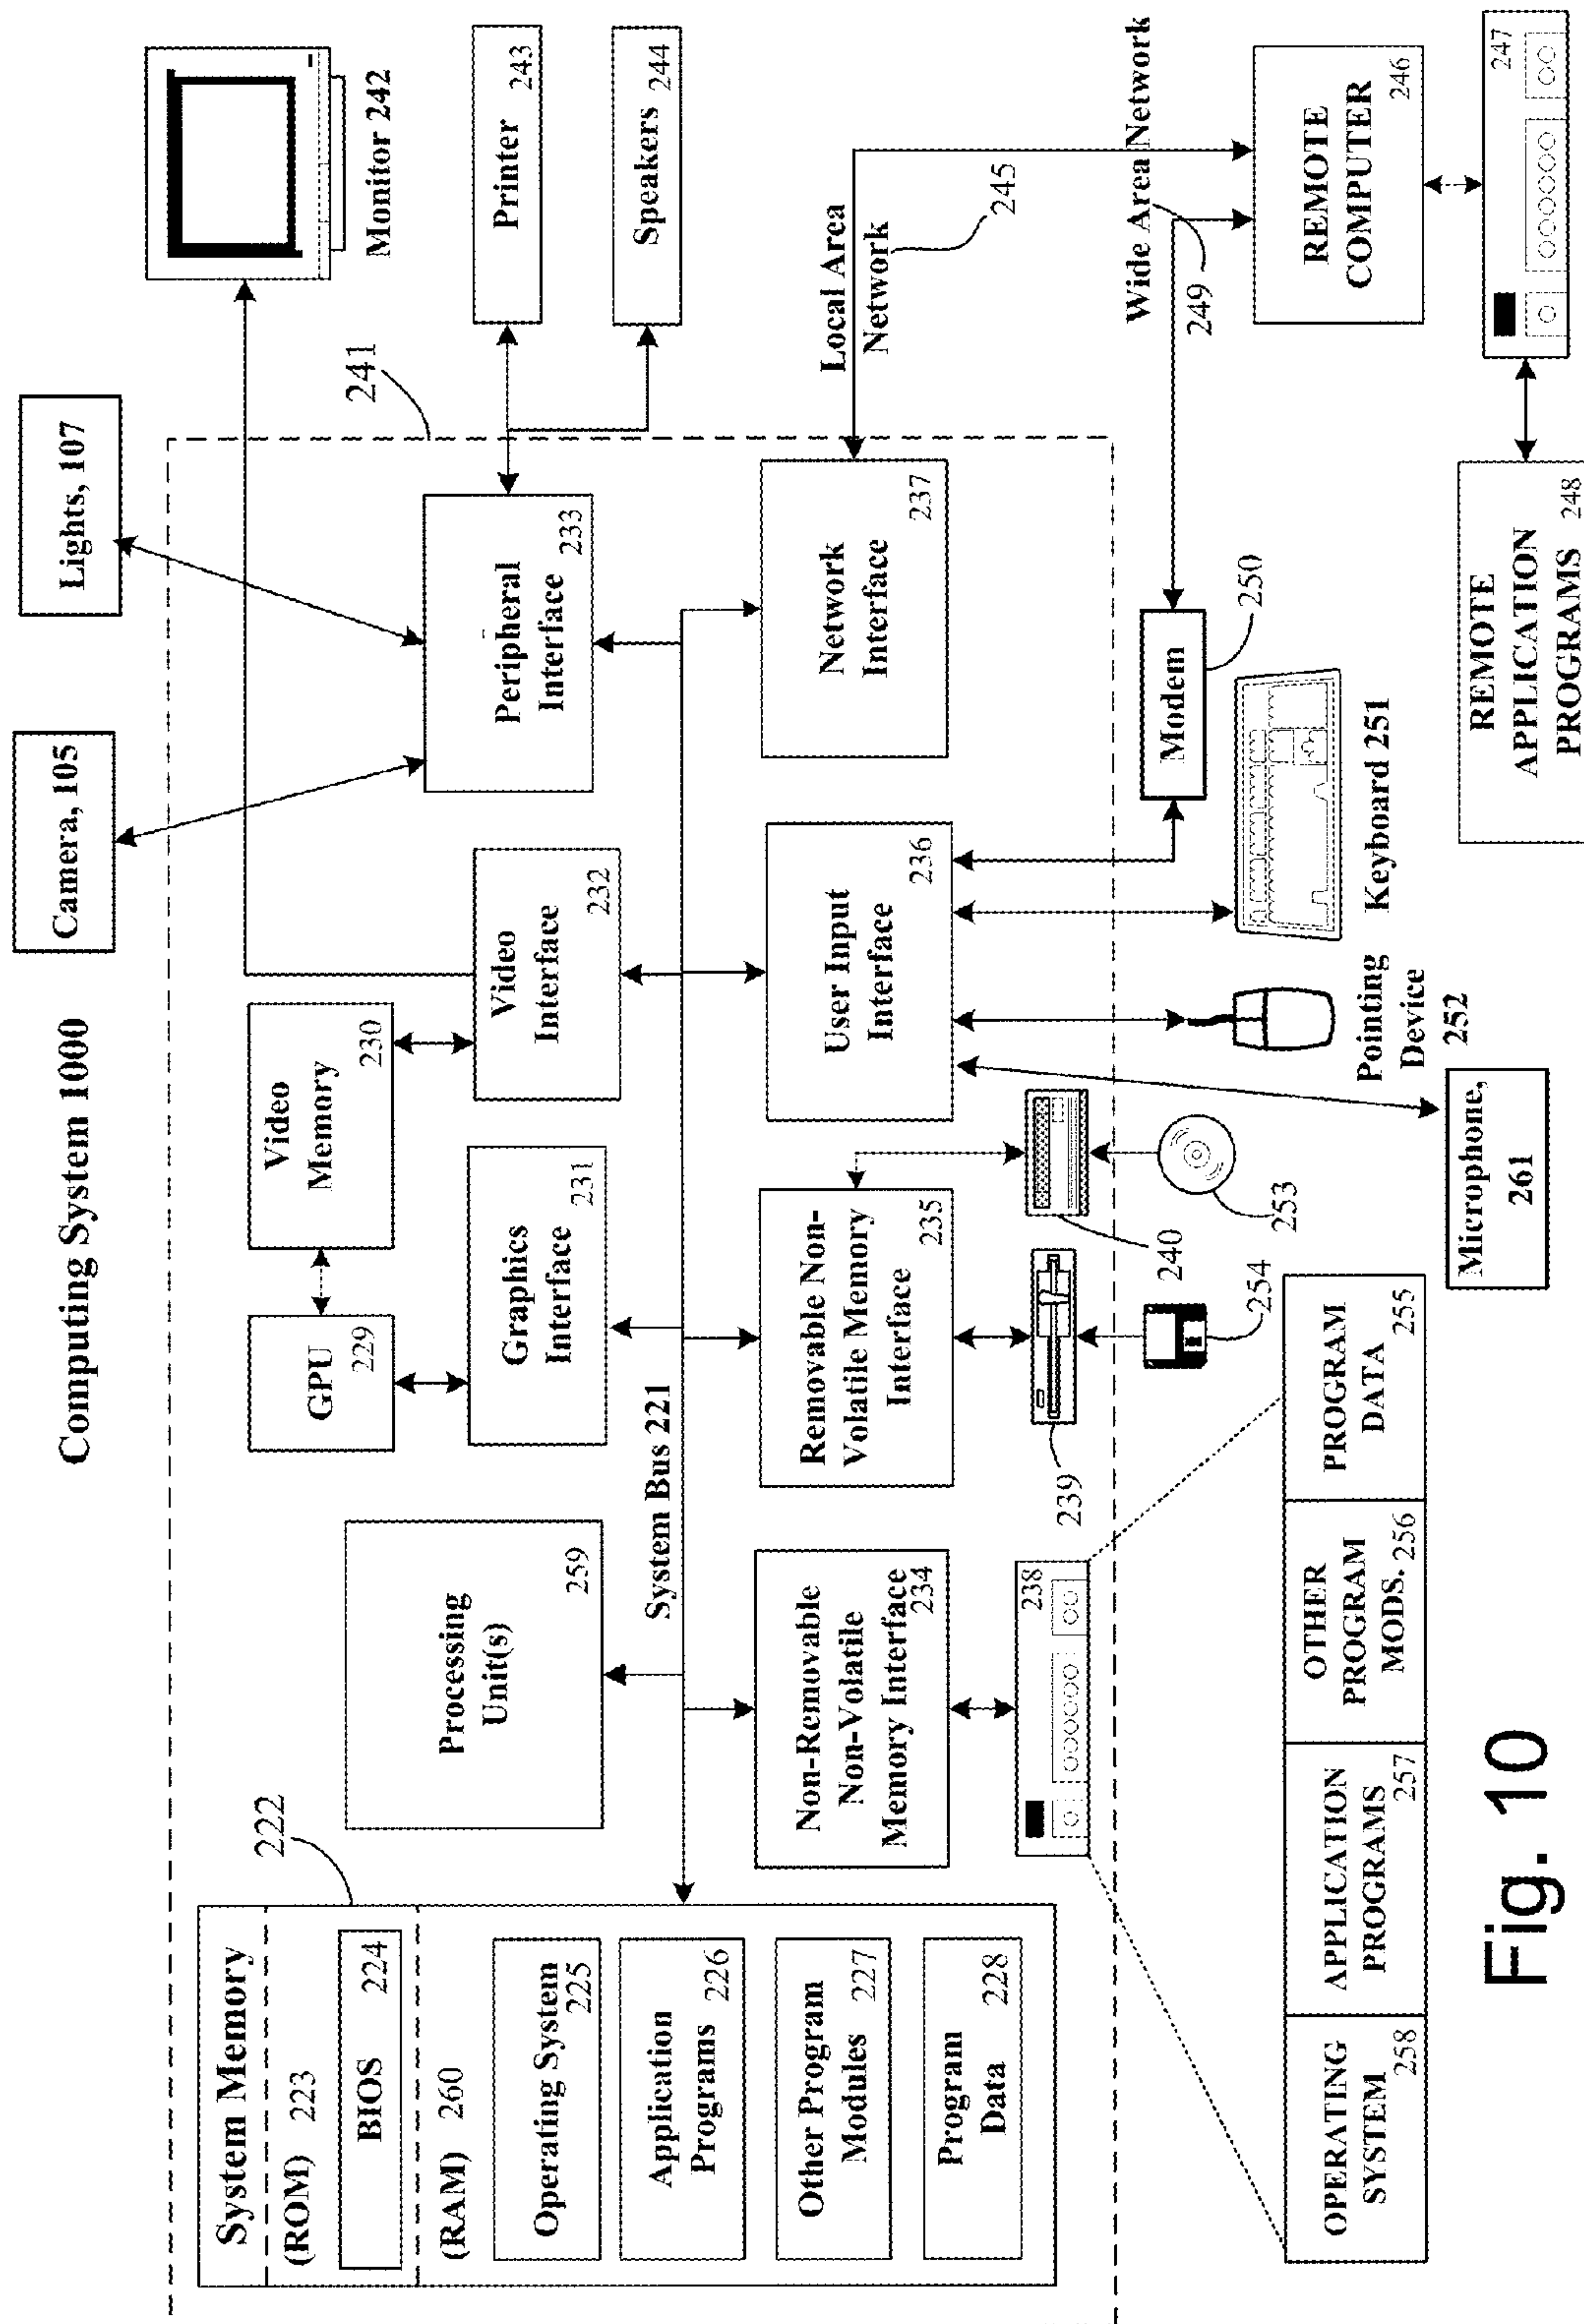 Computing System 1000
Camera, 105
Lights, 107
241
Monitor 242
Printer
243
Speakers
244
222
System Memory
(ROM) 223
BIOS
224
(RAM) 260
Operating System
225
Application
Programs
226
Other Program
Modules
227
Program
Data
228
Processing
Unit(s)
259
GPU
229
Video
Memory
230
Graphics
Interface
231
Video
Interface
232
Peripheral
Interface
233
System Bus 221
Non-Removable
Non-Volatile
Memory Interface
234
Removable Non-
Volatile Memory
Interface
235
User Input
Interface
236
Network
Interface
237
Local Area
Network
245
Wide Area Network
249
238
239
240
254
253
Modem
250
Keyboard 251
Pointing
Device
252
Microphone,
261
REMOTE
COMPUTER
246
247
REMOTE
APPLICATION
PROGRAMS
248
OPERATING
SYSTEM
258
APPLICATION
PROGRAMS
257
OTHER
PROGRAM
MODS.
256
PROGRAM
DATA
255
Fig. 10